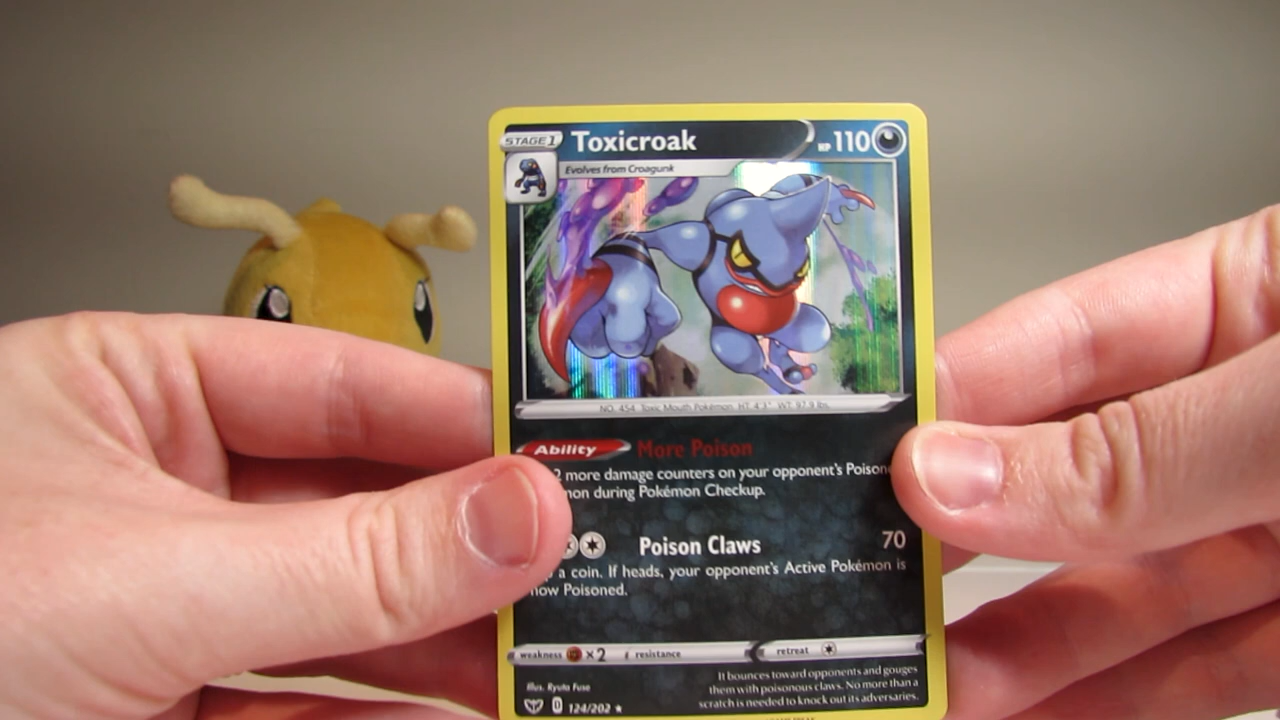 STAGE 1 Toxicroak HP 110
Evolves from Croagunk
NO. 454 Toxic Mouth Pokémon HT: 4'3" WT: 97.9 lbs.
Ability More Poison
2 more damage counters on your opponent's Poison
mon during Pokémon Checkup.
Poison Claws 70
a coin. If heads, your opponent's Active Pokémon is
now Poisoned.
weakness ×2 resistance retreat
It bounces toward opponents and gouges
them with poisonous claws. No more than a
scratch is needed to knock out its adversaries.
Illus. Ryuta Fuse
D 124/202 ★